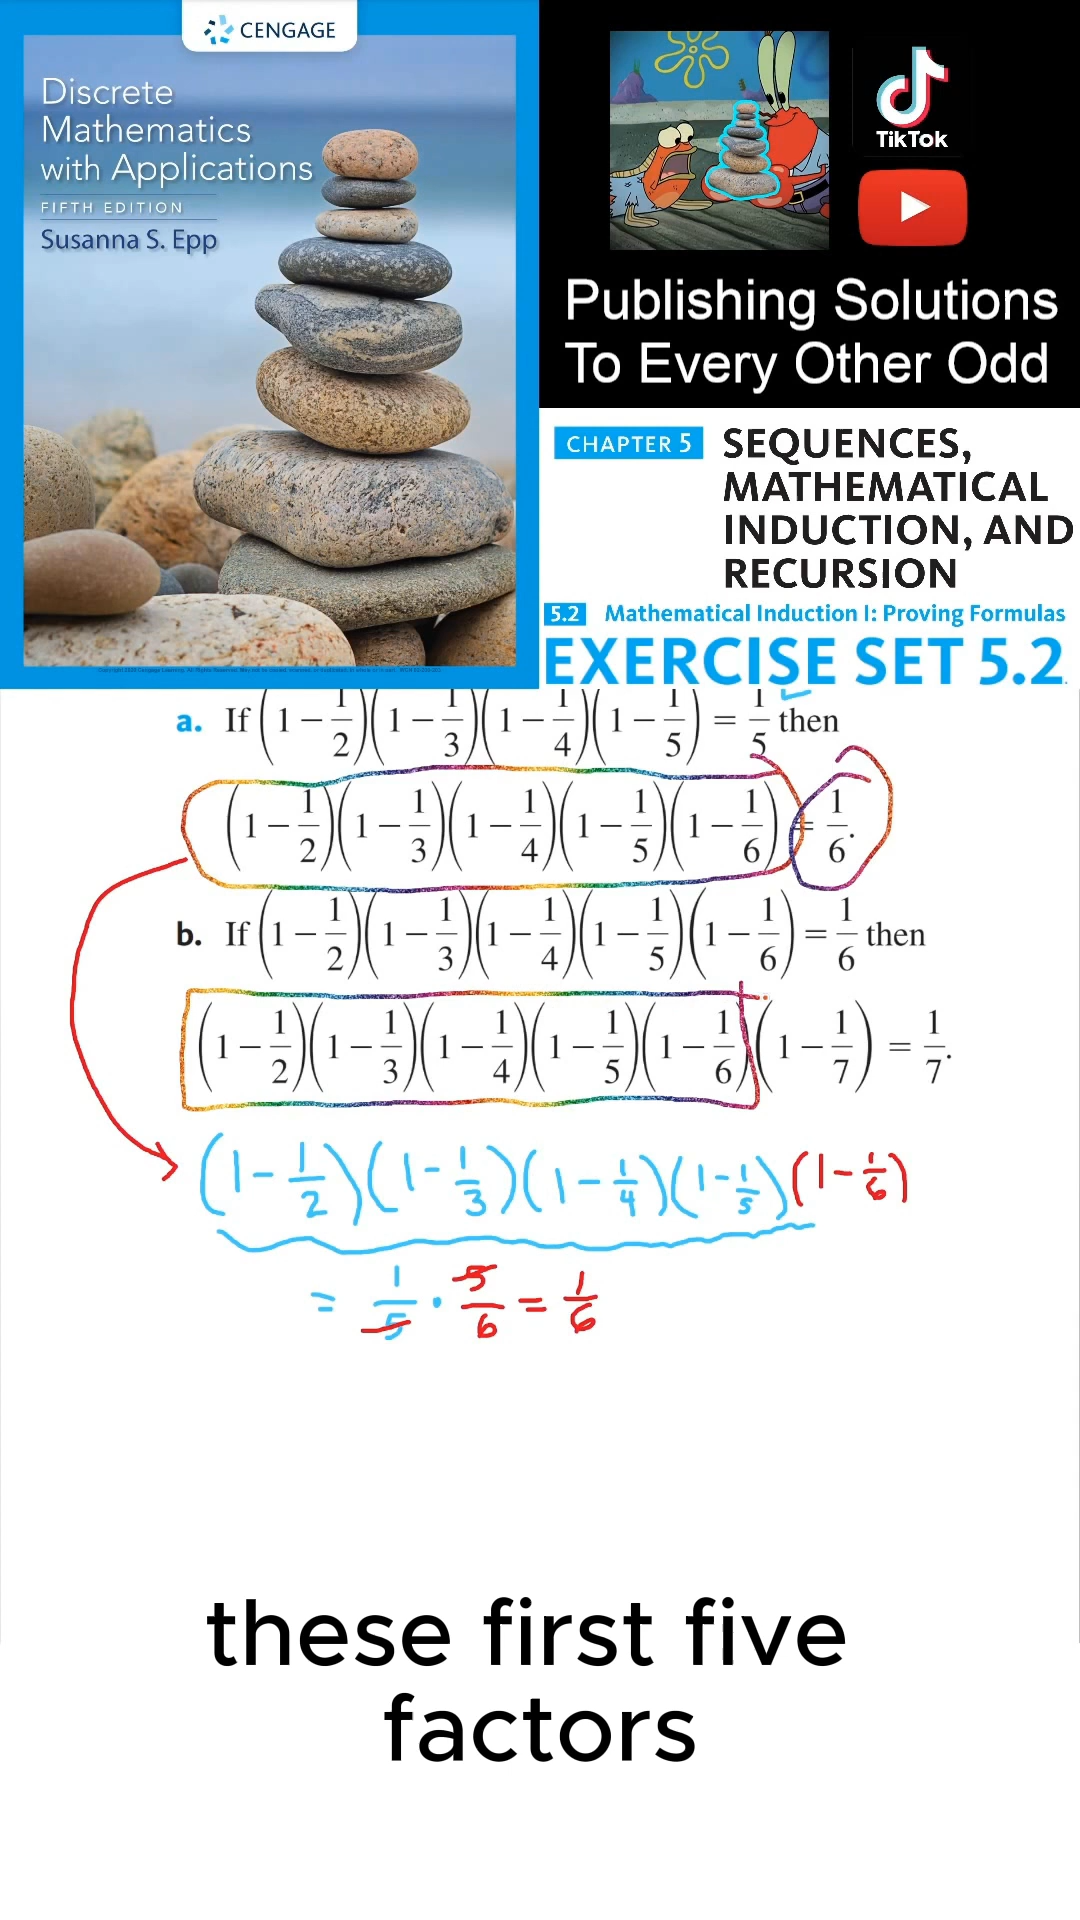 CENGAGE
Discrete
Mathematics
with Applications
FIFTH EDITION
Susanna S. Epp
TikTok
Publishing Solutions
To Every Other Odd
CHAPTER 5 SEQUENCES,
MATHEMATICAL
INDUCTION, AND
RECURSION
5.2 Mathematical Induction I: Proving Formulas
EXERCISE SET 5.2
a. If (1 − 1/2)(1 − 1/3)(1 − 1/4)(1 − 1/5) = 1/5 then
(1 − 1/2)(1 − 1/3)(1 − 1/4)(1 − 1/5)(1 − 1/6) = 1/6.
b. If (1 − 1/2)(1 − 1/3)(1 − 1/4)(1 − 1/5)(1 − 1/6) = 1/6 then
(1 − 1/2)(1 − 1/3)(1 − 1/4)(1 − 1/5)(1 − 1/6)(1 − 1/7) = 1/7.
(1 − 1/2)(1 − 1/3)(1 − 1/4)(1 − 1/5)(1 − 1/6)
= 1/5 · 5/6 = 1/6
these first five
factors